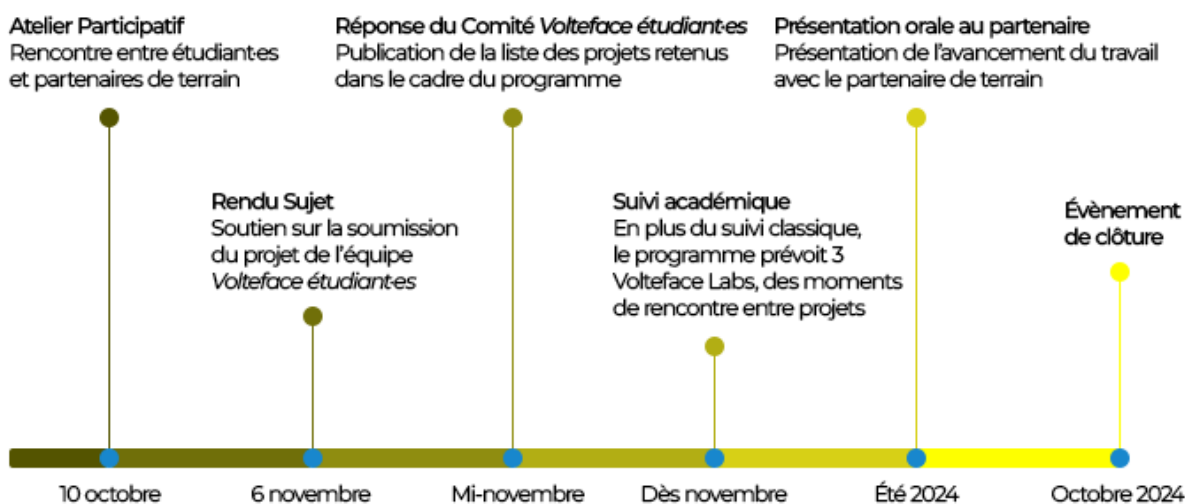 Atelier Participatif
Rencontre entre étudiant·es
et partenaires de terrain
Réponse du Comité Volteface étudiant·es
Publication de la liste des projets retenus
dans le cadre du programme
Présentation orale au partenaire
Présentation de l'avancement du travail
avec le partenaire de terrain
Rendu Sujet
Soutien sur la soumission
du projet de l'équipe
Volteface étudiant·es
Suivi académique
En plus du suivi classique,
le programme prévoit 3
Volteface Labs, des moments
de rencontre entre projets
Évènement
de clôture
10 octobre
6 novembre
Mi-novembre
Dès novembre
Été 2024
Octobre 2024